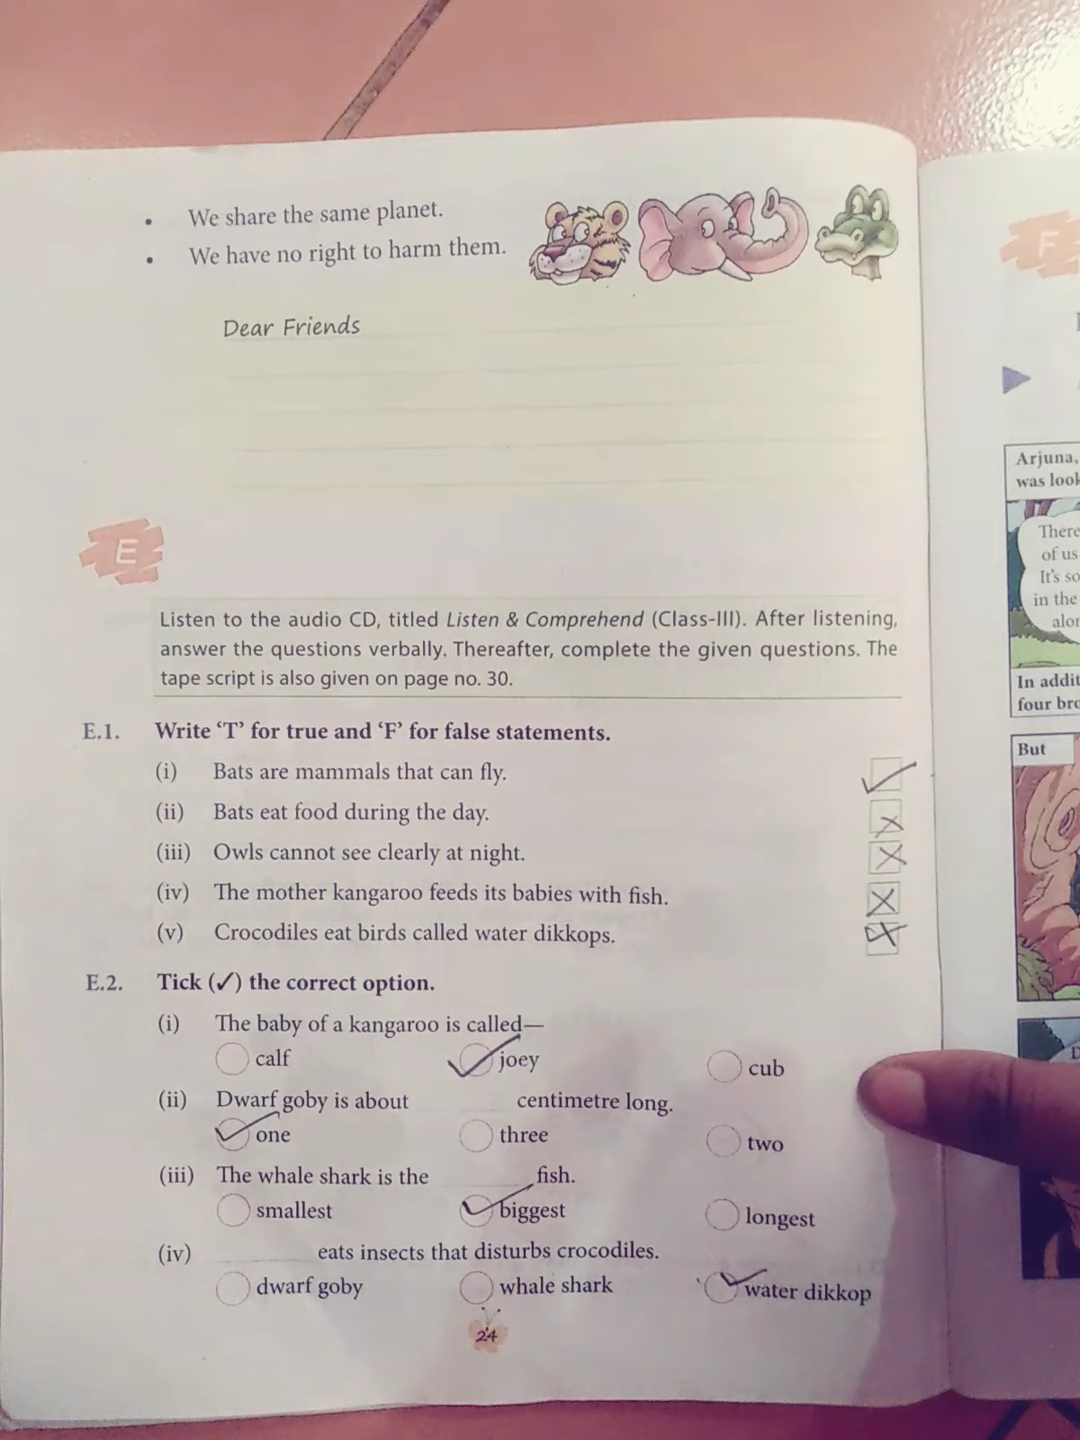 • We share the same planet.
• We have no right to harm them.
Dear Friends
E
Listen to the audio CD, titled Listen & Comprehend (Class-III). After listening,
answer the questions verbally. Thereafter, complete the given questions. The
tape script is also given on page no. 30.
E.1. Write ‘T’ for true and ‘F’ for false statements.
(i) Bats are mammals that can fly. ✓
(ii) Bats eat food during the day. ×
(iii) Owls cannot see clearly at night. ×
(iv) The mother kangaroo feeds its babies with fish. ×
(v) Crocodiles eat birds called water dikkops. ×
E.2. Tick (✓) the correct option.
(i) The baby of a kangaroo is called—
calf ✓ joey cub
(ii) Dwarf goby is about ______ centimetre long.
✓ one three two
(iii) The whale shark is the ______ fish.
smallest ✓ biggest longest
(iv) ______ eats insects that disturbs crocodiles.
dwarf goby whale shark ✓ water dikkop
24
F
Arjuna,
was look
There
of us
It's so
in the
alon
In addit
four bro
But